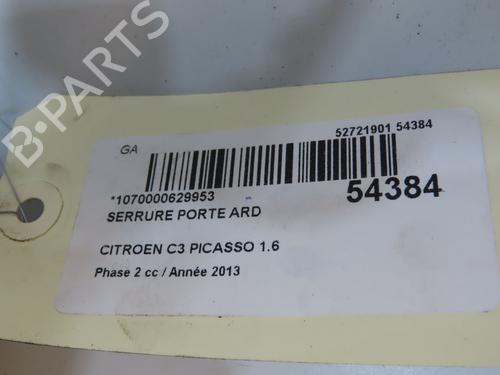 B-PARTS
GA
52721901 54384
*1070000629953
54384
SERRURE PORTE ARD
CITROEN C3 PICASSO 1.6
Phase 2 cc / Année 2013